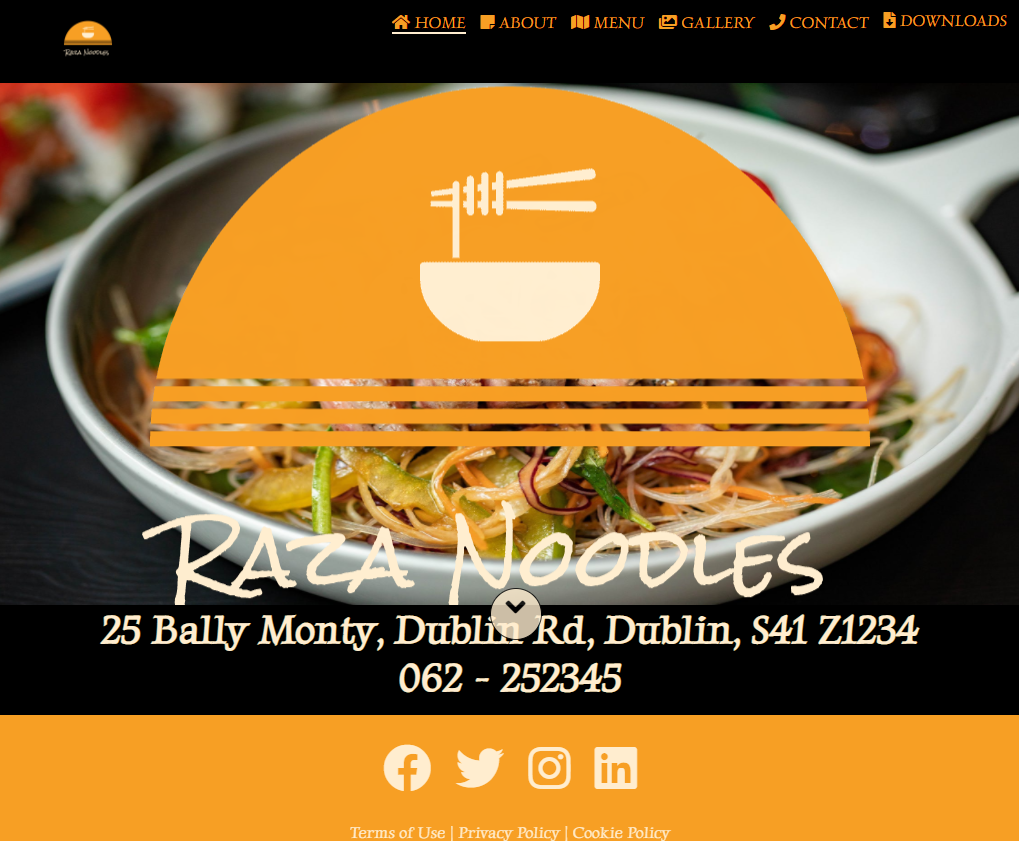 HOME ABOUT MENU GALLERY CONTACT DOWNLOADS
Raza Noodles
Raza Noodles
25 Bally Monty, Dublin Rd, Dublin, S41 Z1234
062 - 252345
Terms of Use | Privacy Policy | Cookie Policy